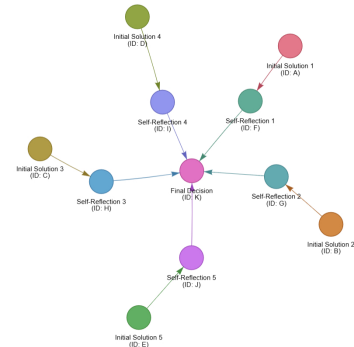 Initial Solution 4
(ID: D)
Initial Solution 1
(ID: A)
Self-Reflection 4
(ID: I)
Self-Reflection 1
(ID: F)
Initial Solution 3
(ID: C)
Final Decision
(ID: K)
Self-Reflection 3
(ID: H)
Self-Reflection 2
(ID: G)
Initial Solution 2
(ID: B)
Self-Reflection 5
(ID: J)
Initial Solution 5
(ID: E)